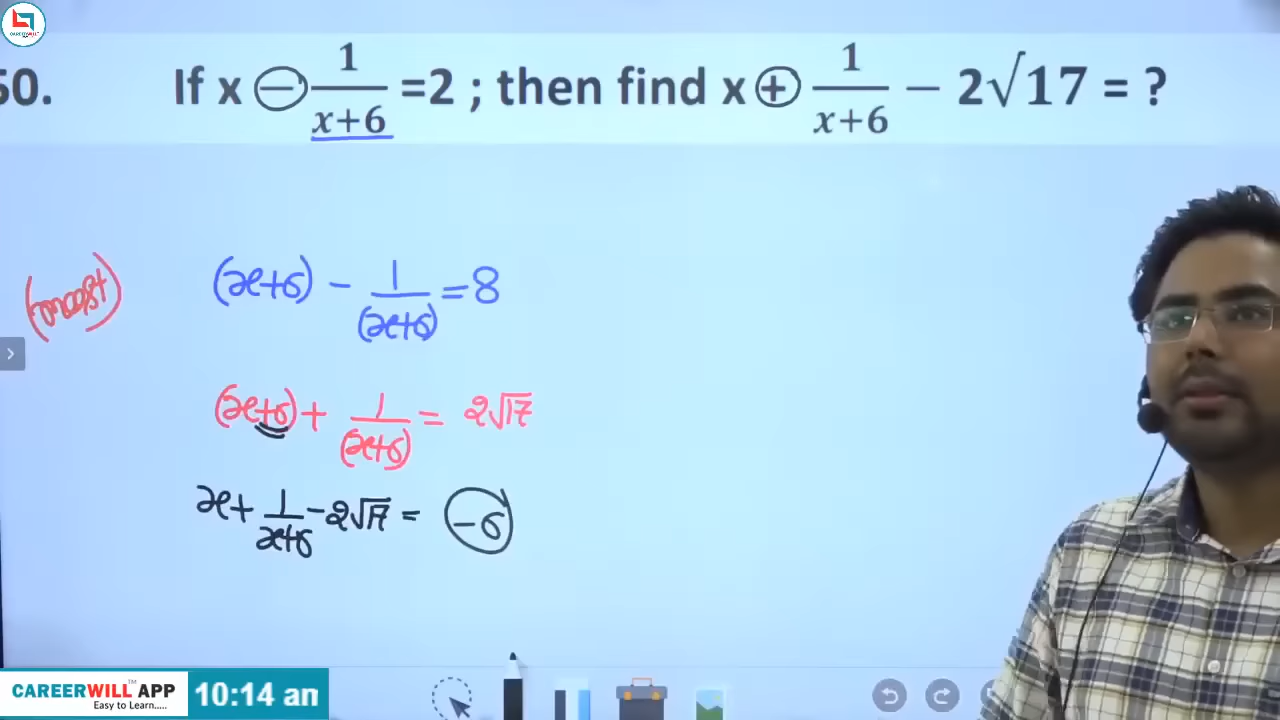 CAREERWILL
50. If x − 1/(x+6) =2 ; then find x + 1/(x+6) − 2√17 = ?
(x+6) − 1/(x+6) = 8
(x+6) + 1/(x+6) = 2√17
x + 1/(x+6) − 2√17 = −6
CAREERWILL™ APP
Easy to Learn.....
10:14 an